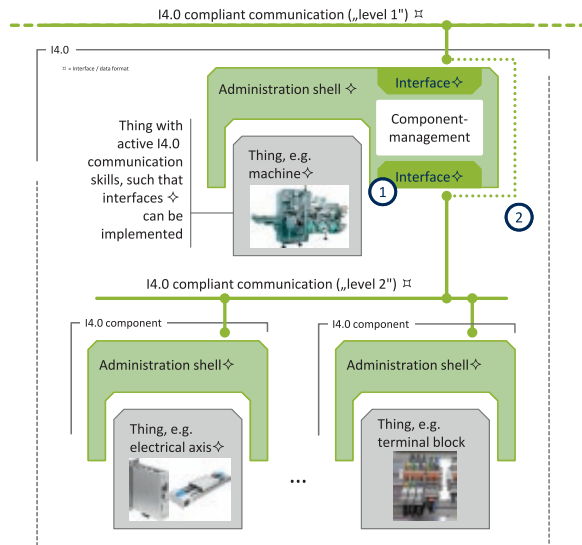 I4.0 compliant communication („level 1") ¤
I4.0
¤ = Interface / data format
Administration shell ✧
Interface✧
Component-
management
Thing with
active I4.0
communication
skills, such that
interfaces ✧
can be
implemented
Thing, e.g.
machine✧
Interface✧
1
2
I4.0 compliant communication („level 2") ¤
I4.0 component
I4.0 component
Administration shell✧
Administration shell✧
Thing, e.g.
electrical axis✧
...
Thing, e.g.
terminal block